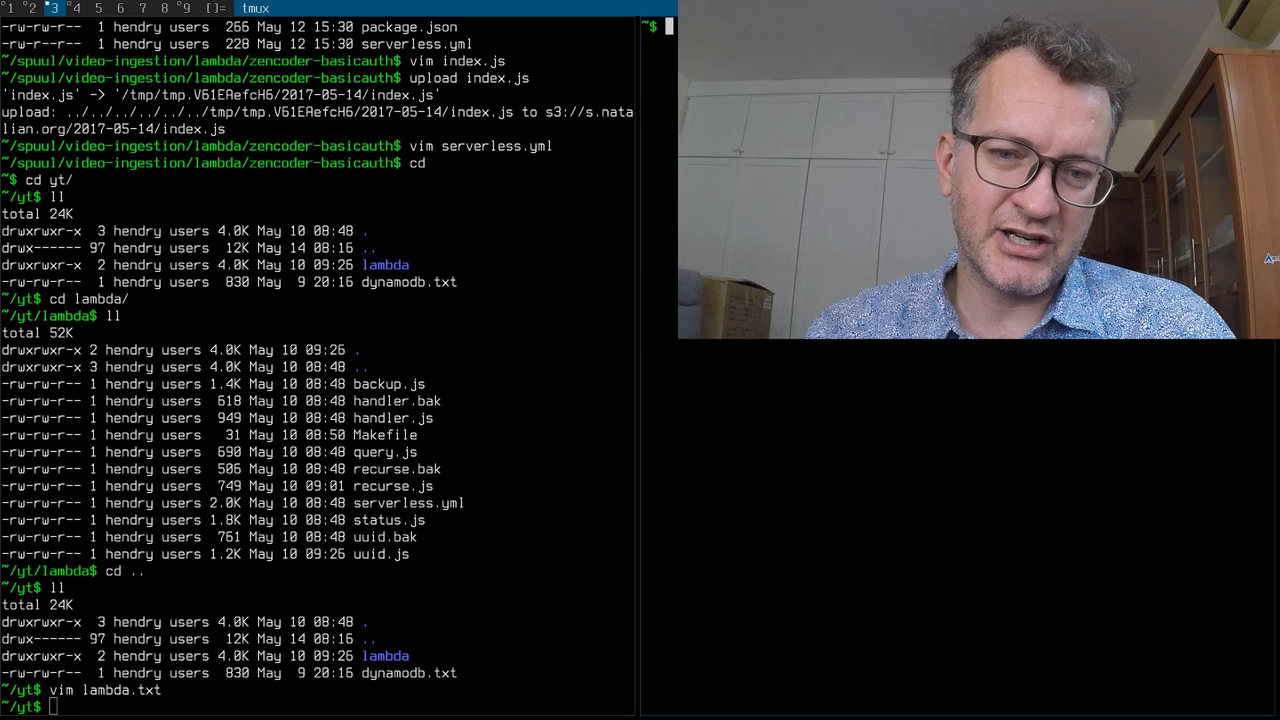 1 2 3 4 5 6 7 8 9 []= tmux
-rw-rw-r-- 1 hendry users 266 May 12 15:30 package.json
-rw-r--r-- 1 hendry users 228 May 12 15:30 serverless.yml
~/spuul/video-ingestion/lambda/zencoder-basicauth$ vim index.js
~/spuul/video-ingestion/lambda/zencoder-basicauth$ upload index.js
'index.js' -> '/tmp/tmp.V61EAefcH6/2017-05-14/index.js'
upload: ../../../../../../tmp/tmp.V61EAefcH6/2017-05-14/index.js to s3://s.nata
lian.org/2017-05-14/index.js
~/spuul/video-ingestion/lambda/zencoder-basicauth$ vim serverless.yml
~/spuul/video-ingestion/lambda/zencoder-basicauth$ cd
~$ cd yt/
~/yt$ ll
total 24K
drwxrwxr-x  3 hendry users 4.0K May 10 08:48 .
drwx------ 97 hendry users  12K May 14 08:16 ..
drwxrwxr-x  2 hendry users 4.0K May 10 09:26 lambda
-rw-rw-r--  1 hendry users  830 May  9 20:16 dynamodb.txt
~/yt$ cd lambda/
~/yt/lambda$ ll
total 52K
drwxrwxr-x 2 hendry users 4.0K May 10 09:26 .
drwxrwxr-x 3 hendry users 4.0K May 10 08:48 ..
-rw-rw-r-- 1 hendry users 1.4K May 10 08:48 backup.js
-rw-rw-r-- 1 hendry users  618 May 10 08:48 handler.bak
-rw-rw-r-- 1 hendry users  949 May 10 08:48 handler.js
-rw-rw-r-- 1 hendry users   31 May 10 08:50 Makefile
-rw-rw-r-- 1 hendry users  690 May 10 08:48 query.js
-rw-rw-r-- 1 hendry users  506 May 10 08:48 recurse.bak
-rw-rw-r-- 1 hendry users  749 May 10 09:01 recurse.js
-rw-rw-r-- 1 hendry users 2.0K May 10 08:48 serverless.yml
-rw-rw-r-- 1 hendry users 1.8K May 10 08:48 status.js
-rw-rw-r-- 1 hendry users  761 May 10 08:48 uuid.bak
-rw-rw-r-- 1 hendry users 1.2K May 10 09:26 uuid.js
~/yt/lambda$ cd ..
~/yt$ ll
total 24K
drwxrwxr-x  3 hendry users 4.0K May 10 08:48 .
drwx------ 97 hendry users  12K May 14 08:16 ..
drwxrwxr-x  2 hendry users 4.0K May 10 09:26 lambda
-rw-rw-r--  1 hendry users  830 May  9 20:16 dynamodb.txt
~/yt$ vim lambda.txt
~/yt$
~$